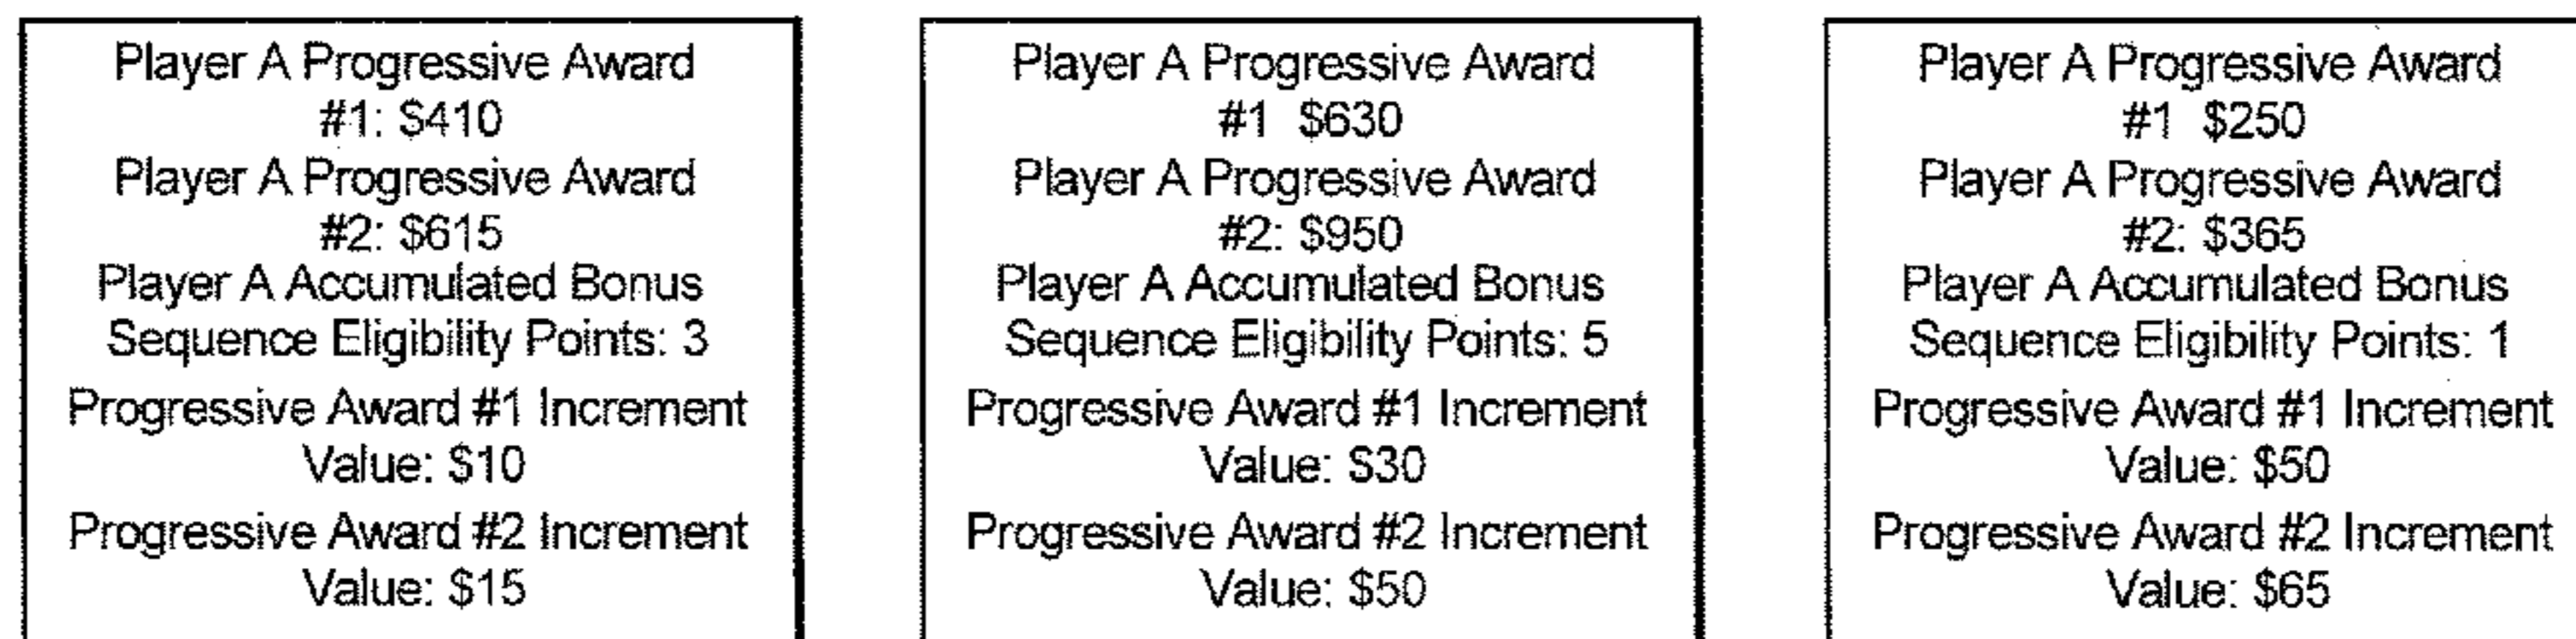 Player A Progressive Award
#1: $410
Player A Progressive Award
#2: $615
Player A Accumulated Bonus
Sequence Eligibility Points: 3
Progressive Award #1 Increment
Value: $10
Progressive Award #2 Increment
Value: $15
Player A Progressive Award
#1 $630
Player A Progressive Award
#2: $950
Player A Accumulated Bonus
Sequence Eligibility Points: 5
Progressive Award #1 Increment
Value: $30
Progressive Award #2 Increment
Value: $50
Player A Progressive Award
#1 $250
Player A Progressive Award
#2: $365
Player A Accumulated Bonus
Sequence Eligibility Points: 1
Progressive Award #1 Increment
Value: $50
Progressive Award #2 Increment
Value: $65